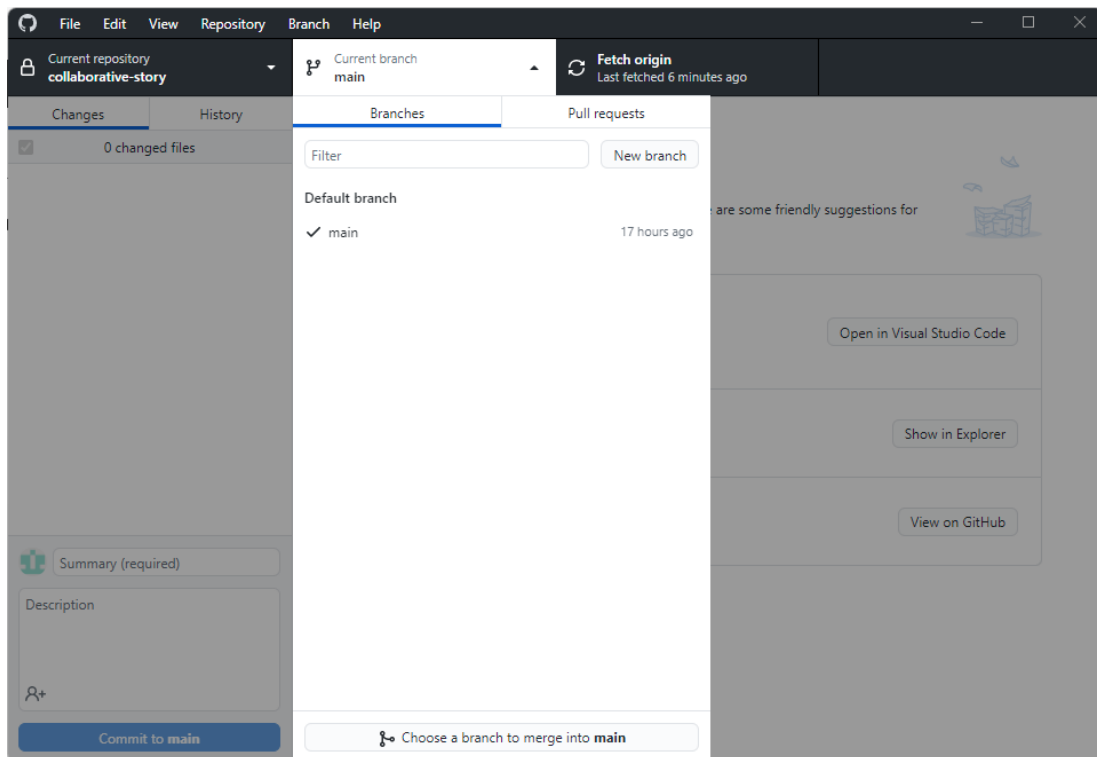 File Edit View Repository Branch Help
Current repository
collaborative-story
Current branch
main
Fetch origin
Last fetched 6 minutes ago
Changes History
0 changed files
Branches Pull requests
Filter
New branch
Default branch
main 17 hours ago
are some friendly suggestions for
Open in Visual Studio Code
Show in Explorer
View on GitHub
Summary (required)
Description
Commit to main
Choose a branch to merge into main